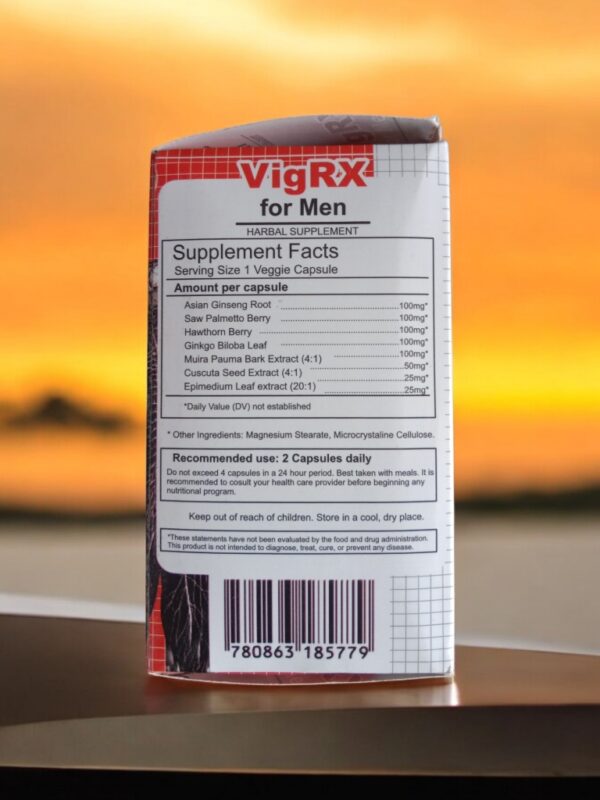 VigRX
for Men
HARBAL SUPPLEMENT
Supplement Facts
Serving Size 1 Veggie Capsule
Amount per capsule
Asian Ginseng Root ........ 100mg*
Saw Palmetto Berry ........ 100mg*
Hawthorn Berry ........ 100mg*
Ginkgo Biloba Leaf ........ 100mg*
Muira Pauma Bark Extract (4:1) ........ 100mg*
Cuscuta Seed Extract (4:1) ........ 50mg*
Epimedium Leaf extract (20:1) ........ 25mg*
25mg*
*Daily Value (DV) not established
* Other Ingredients: Magnesium Stearate, Microcrystaline Cellulose.
Recommended use: 2 Capsules daily
Do not exceed 4 capsules in a 24 hour period. Best taken with meals. It is
recommended to cosult your health care provider before beginning any
nutritional program.
Keep out of reach of children. Store in a cool, dry place.
*These statements have not been evaluated by the food and drug administration.
This product is not intended to diagnose, treat, cure, or prevent any disease.
780863 185779